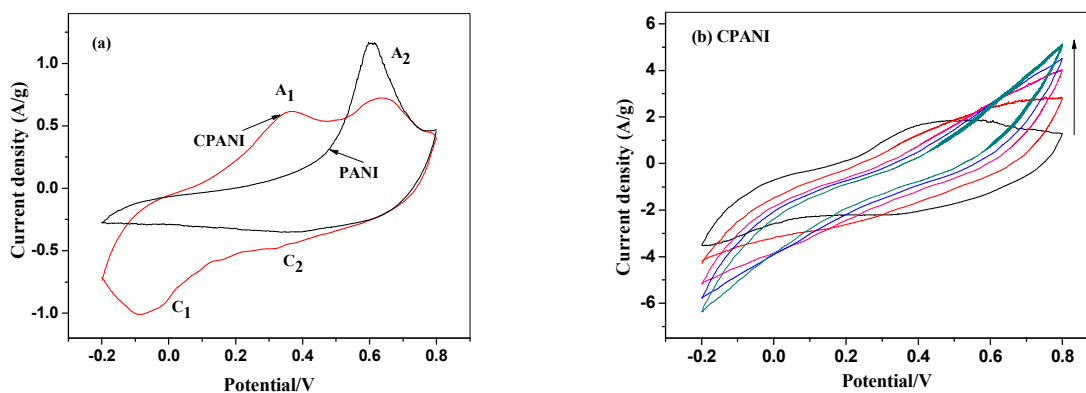 (a)
A1
A2
CPANI
PANI
C1
C2
1.0
0.5
0.0
-0.5
-1.0
Current density (A/g)
-0.2 0.0 0.2 0.4 0.6 0.8
Potential/V
(b) CPANI
6
4
2
0
-2
-4
-6
Current density (A/g)
-0.2 0.0 0.2 0.4 0.6 0.8
Potential/V